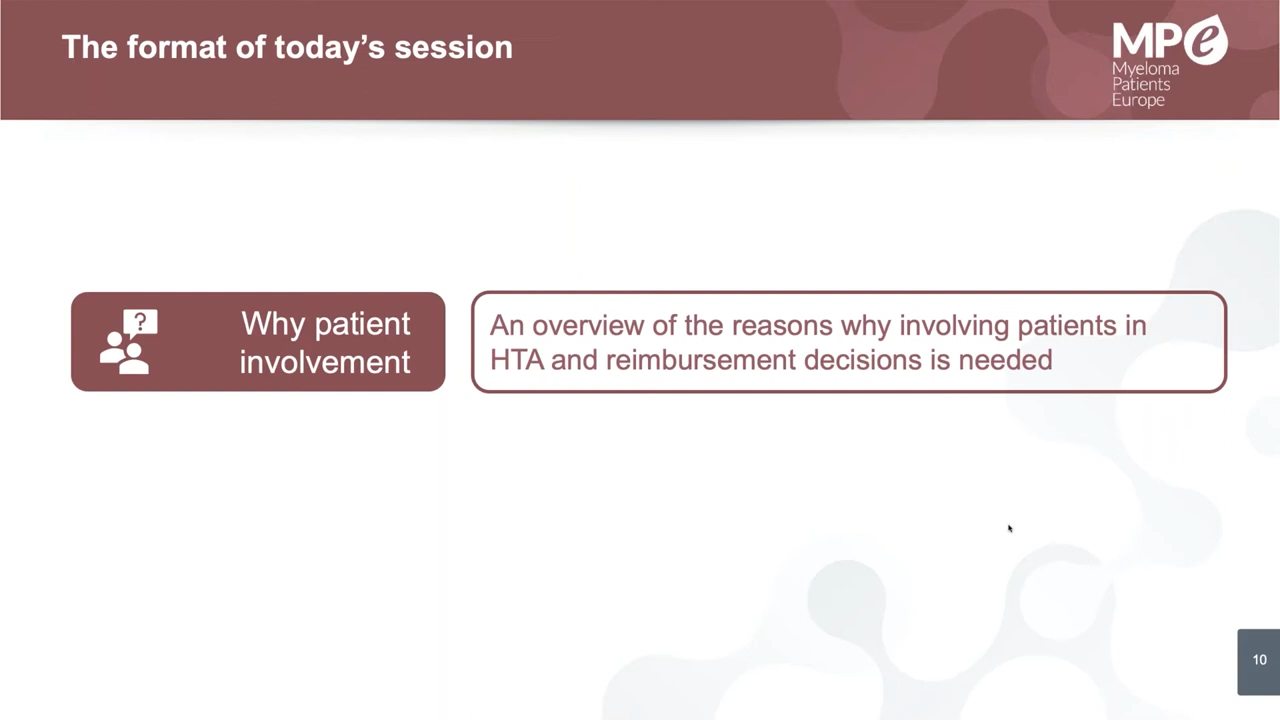 The format of today's session
MPe
Myeloma
Patients
Europe
?
Why patient
involvement
An overview of the reasons why involving patients in
HTA and reimbursement decisions is needed
10